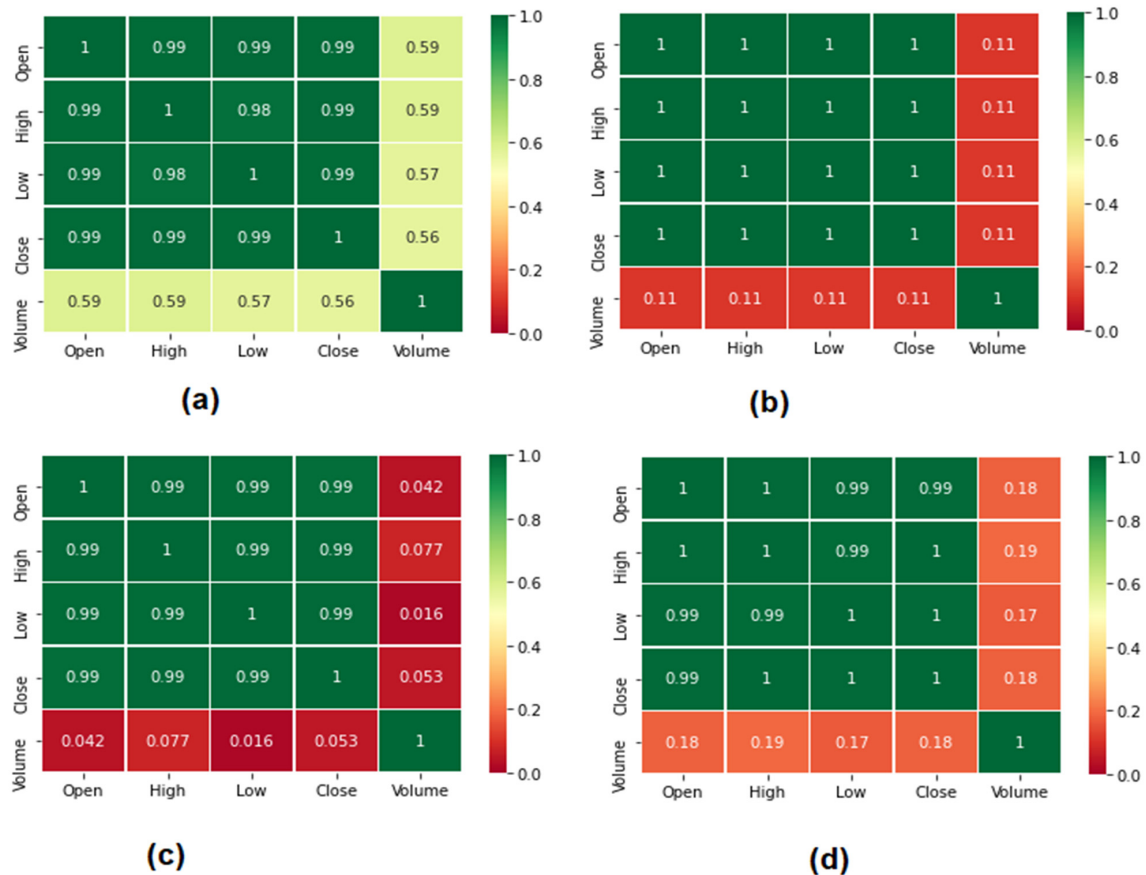 1.0
Open 1 0.99 0.99 0.99 0.59
0.8
High 0.99 1 0.98 0.99 0.59
0.6
Low 0.99 0.98 1 0.99 0.57
0.4
Close 0.99 0.99 0.99 1 0.56
0.2
Volume 0.59 0.59 0.57 0.56 1
0.0
Open High Low Close Volume
(a)
1.0
Open 1 1 1 1 0.11
0.8
High 1 1 1 1 0.11
0.6
Low 1 1 1 1 0.11
0.4
Close 1 1 1 1 0.11
0.2
Volume 0.11 0.11 0.11 0.11 1
0.0
Open High Low Close Volume
(b)
1.0
Open 1 0.99 0.99 0.99 0.042
0.8
High 0.99 1 0.99 0.99 0.077
0.6
Low 0.99 0.99 1 0.99 0.016
0.4
Close 0.99 0.99 0.99 1 0.053
0.2
Volume 0.042 0.077 0.016 0.053 1
0.0
Open High Low Close Volume
(c)
1.0
Open 1 1 0.99 0.99 0.18
0.8
High 1 1 0.99 1 0.19
0.6
Low 0.99 0.99 1 1 0.17
0.4
Close 0.99 1 1 1 0.18
0.2
Volume 0.18 0.19 0.17 0.18 1
0.0
Open High Low Close Volume
(d)